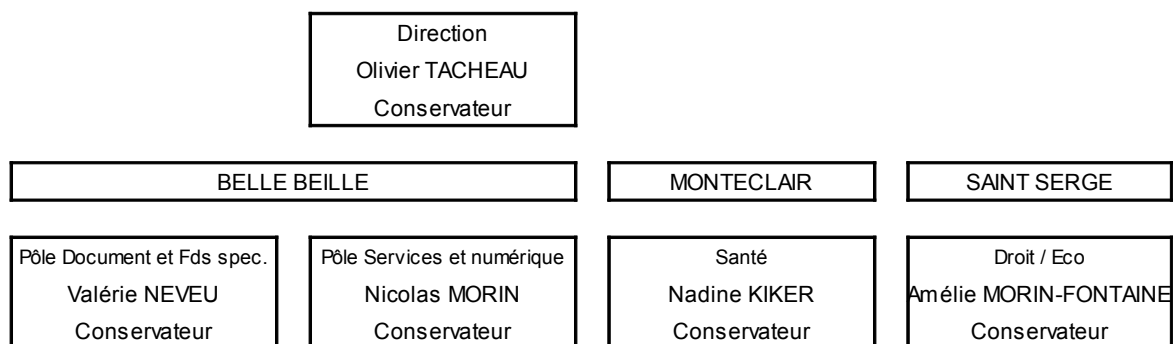 Direction
Olivier TACHEAU
Conservateur
BELLE BEILLE
MONTECLAIR
SAINT SERGE
Pôle Document et Fds spec.
Valérie NEVEU
Conservateur
Pôle Services et numérique
Nicolas MORIN
Conservateur
Santé
Nadine KIKER
Conservateur
Droit / Eco
Amélie MORIN-FONTAINE
Conservateur